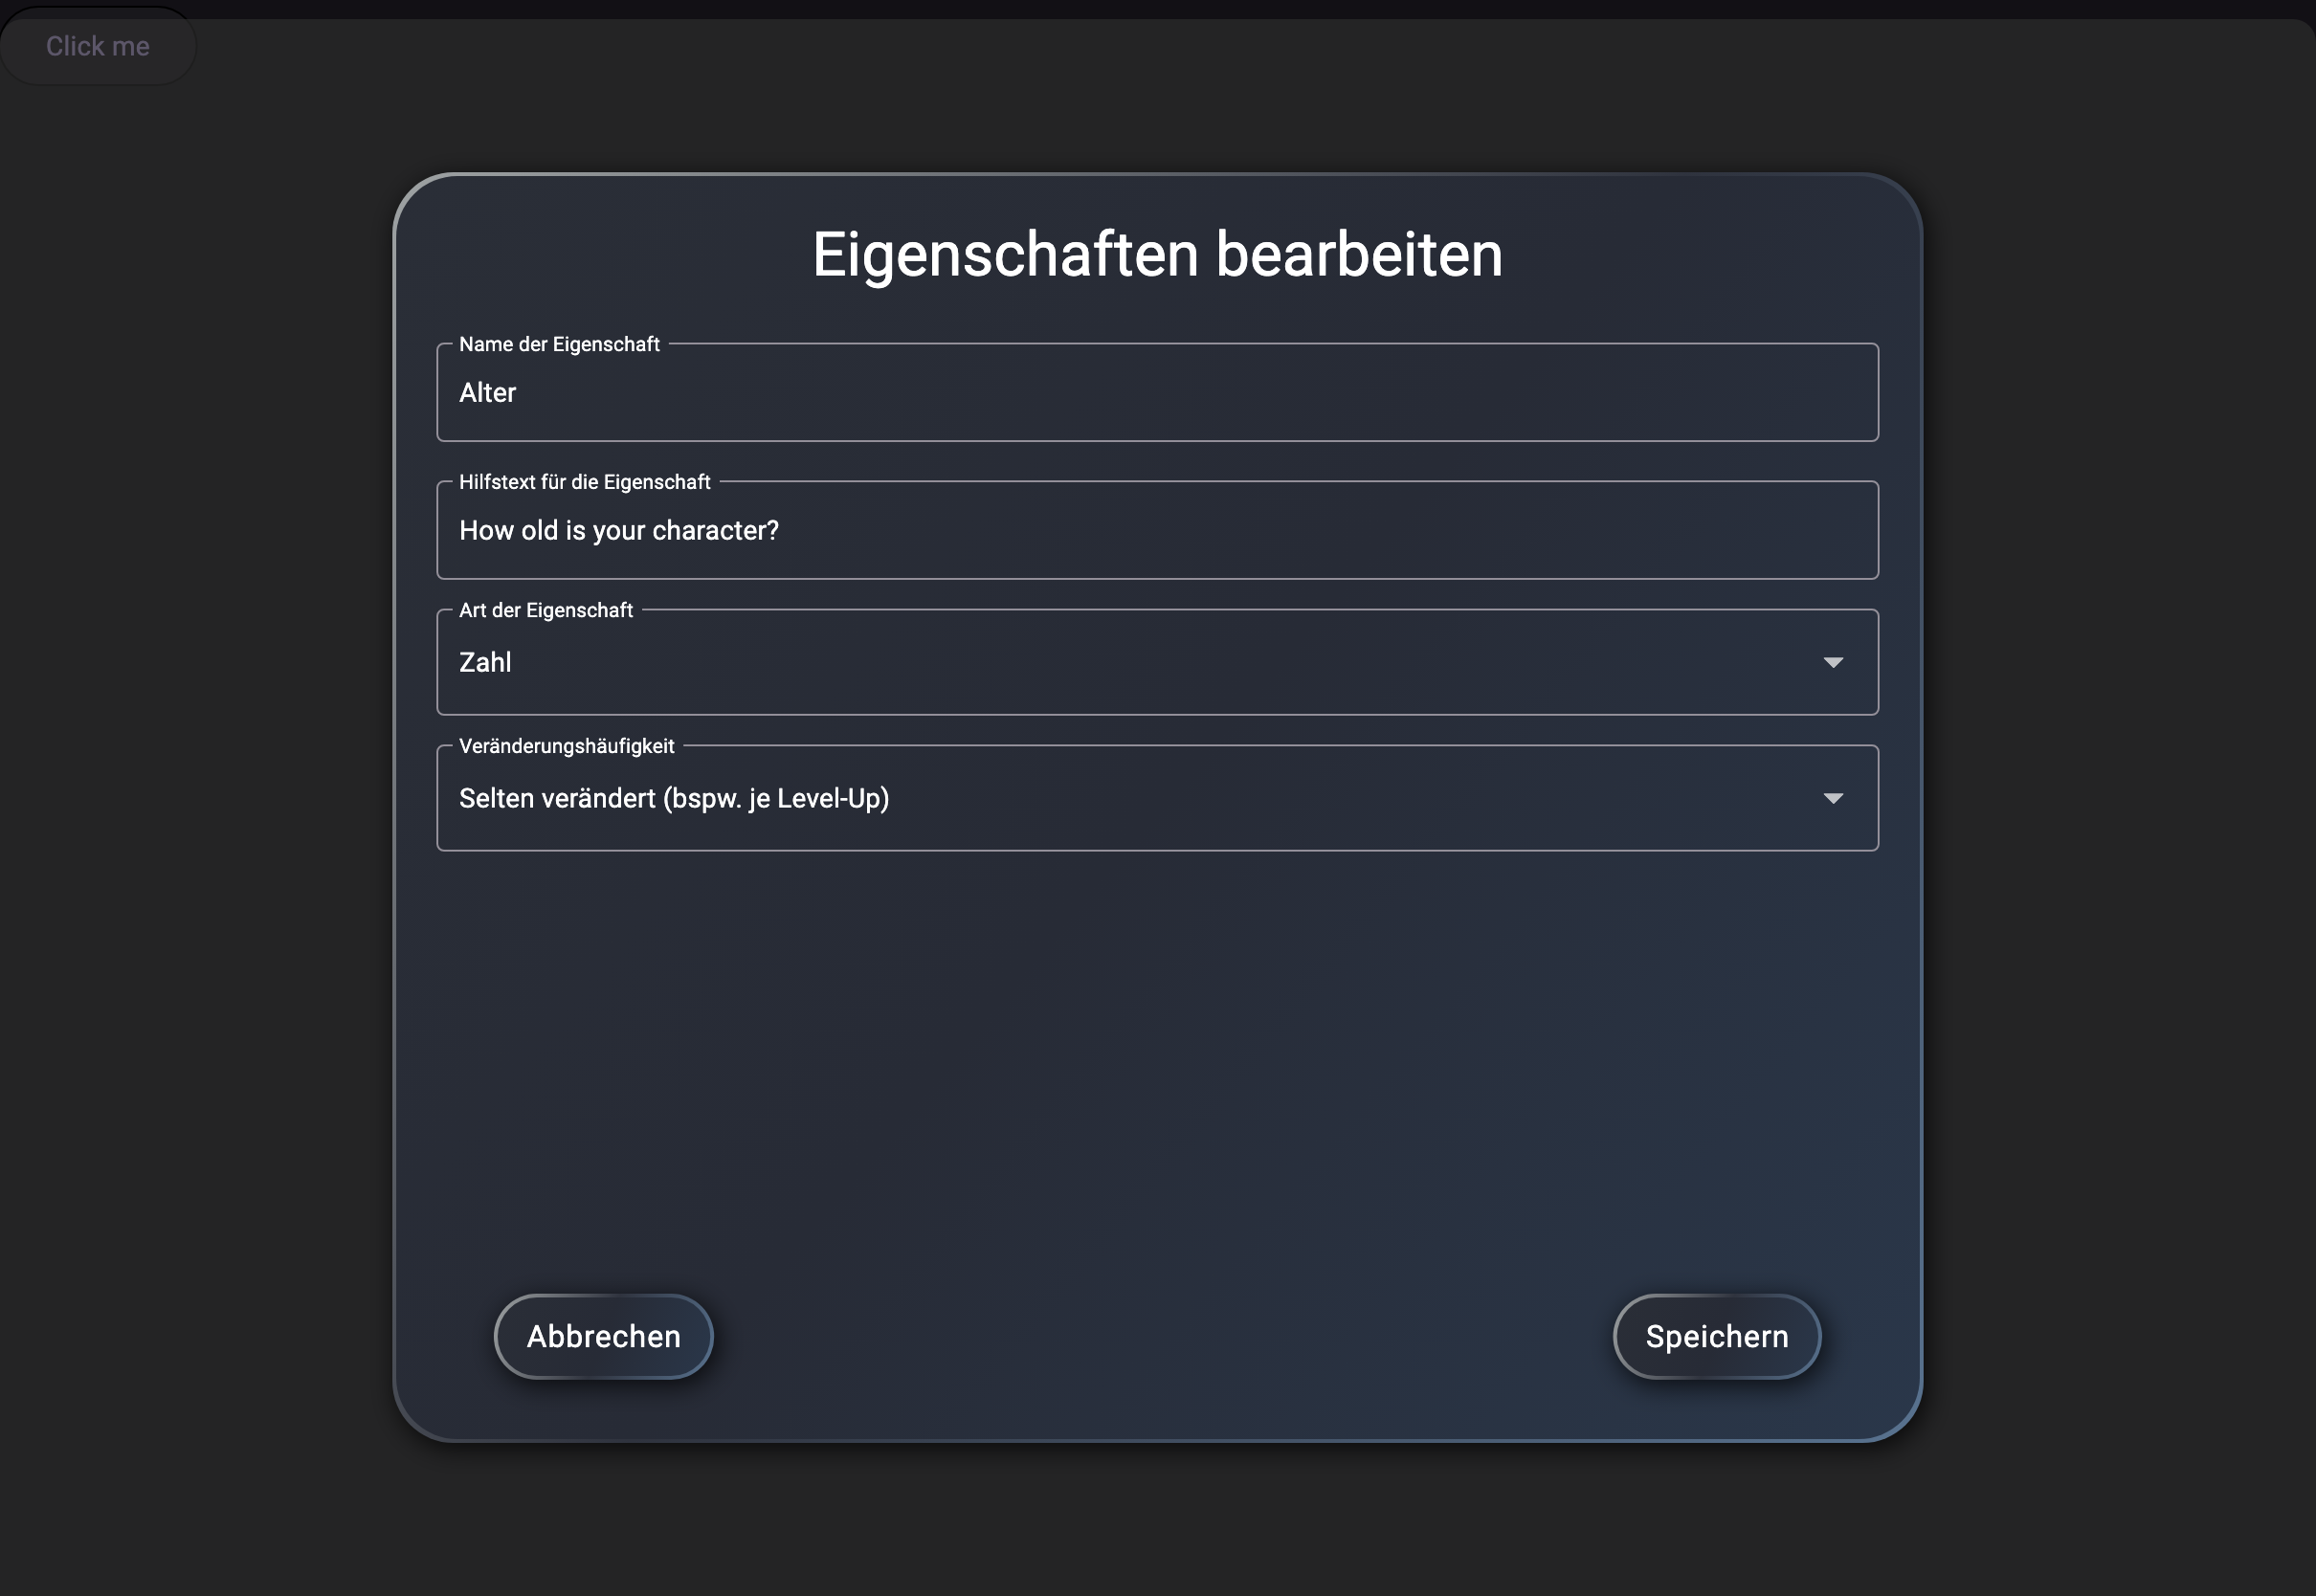 Click me
Eigenschaften bearbeiten
Name der Eigenschaft
Alter
Hilfstext für die Eigenschaft
How old is your character?
Art der Eigenschaft
Zahl
Veränderungshäufigkeit
Selten verändert (bspw. je Level-Up)
Abbrechen
Speichern